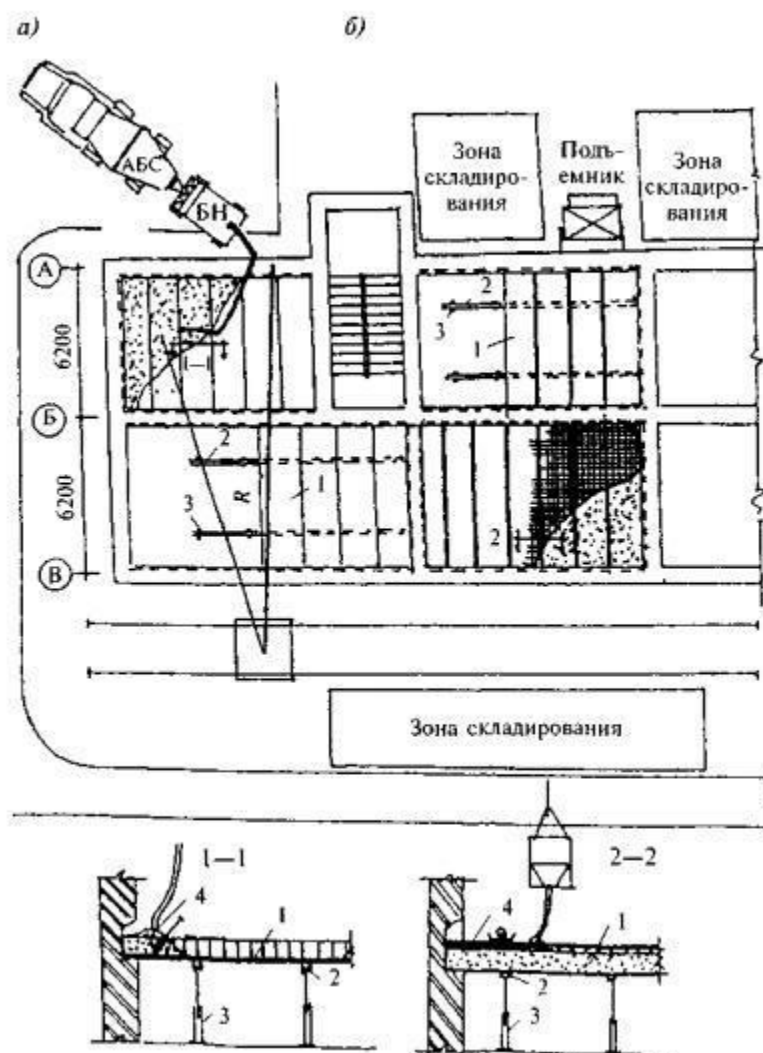 а)
б)
АБС
БН
Зона
складиро-
вания
Подъ-
емник
Зона
складиро-
вания
А
6200
Б
6200
В
1—1
2
3
1
2
3
1
R
2
Зона складирования
1—1
4
1
2
3
2—2
4
1
2
3